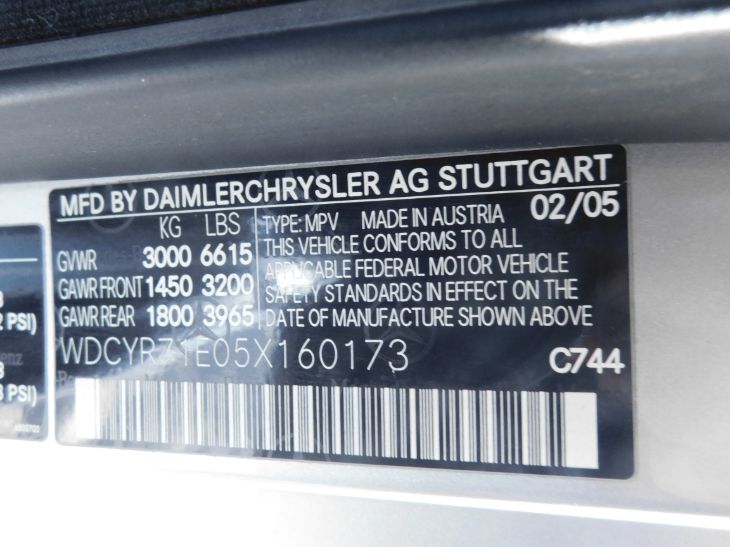 MFD BY DAIMLERCHRYSLER AG STUTTGART
KG LBS
GVWR 3000 6615
GAWR FRONT 1450 3200
GAWR REAR 1800 3965
TYPE: MPV MADE IN AUSTRIA 02/05
THIS VEHICLE CONFORMS TO ALL
APPLICABLE FEDERAL MOTOR VEHICLE
SAFETY STANDARDS IN EFFECT ON THE
DATE OF MANUFACTURE SHOWN ABOVE
WDCYR71E05X160173
C744
PSI)
PSI)